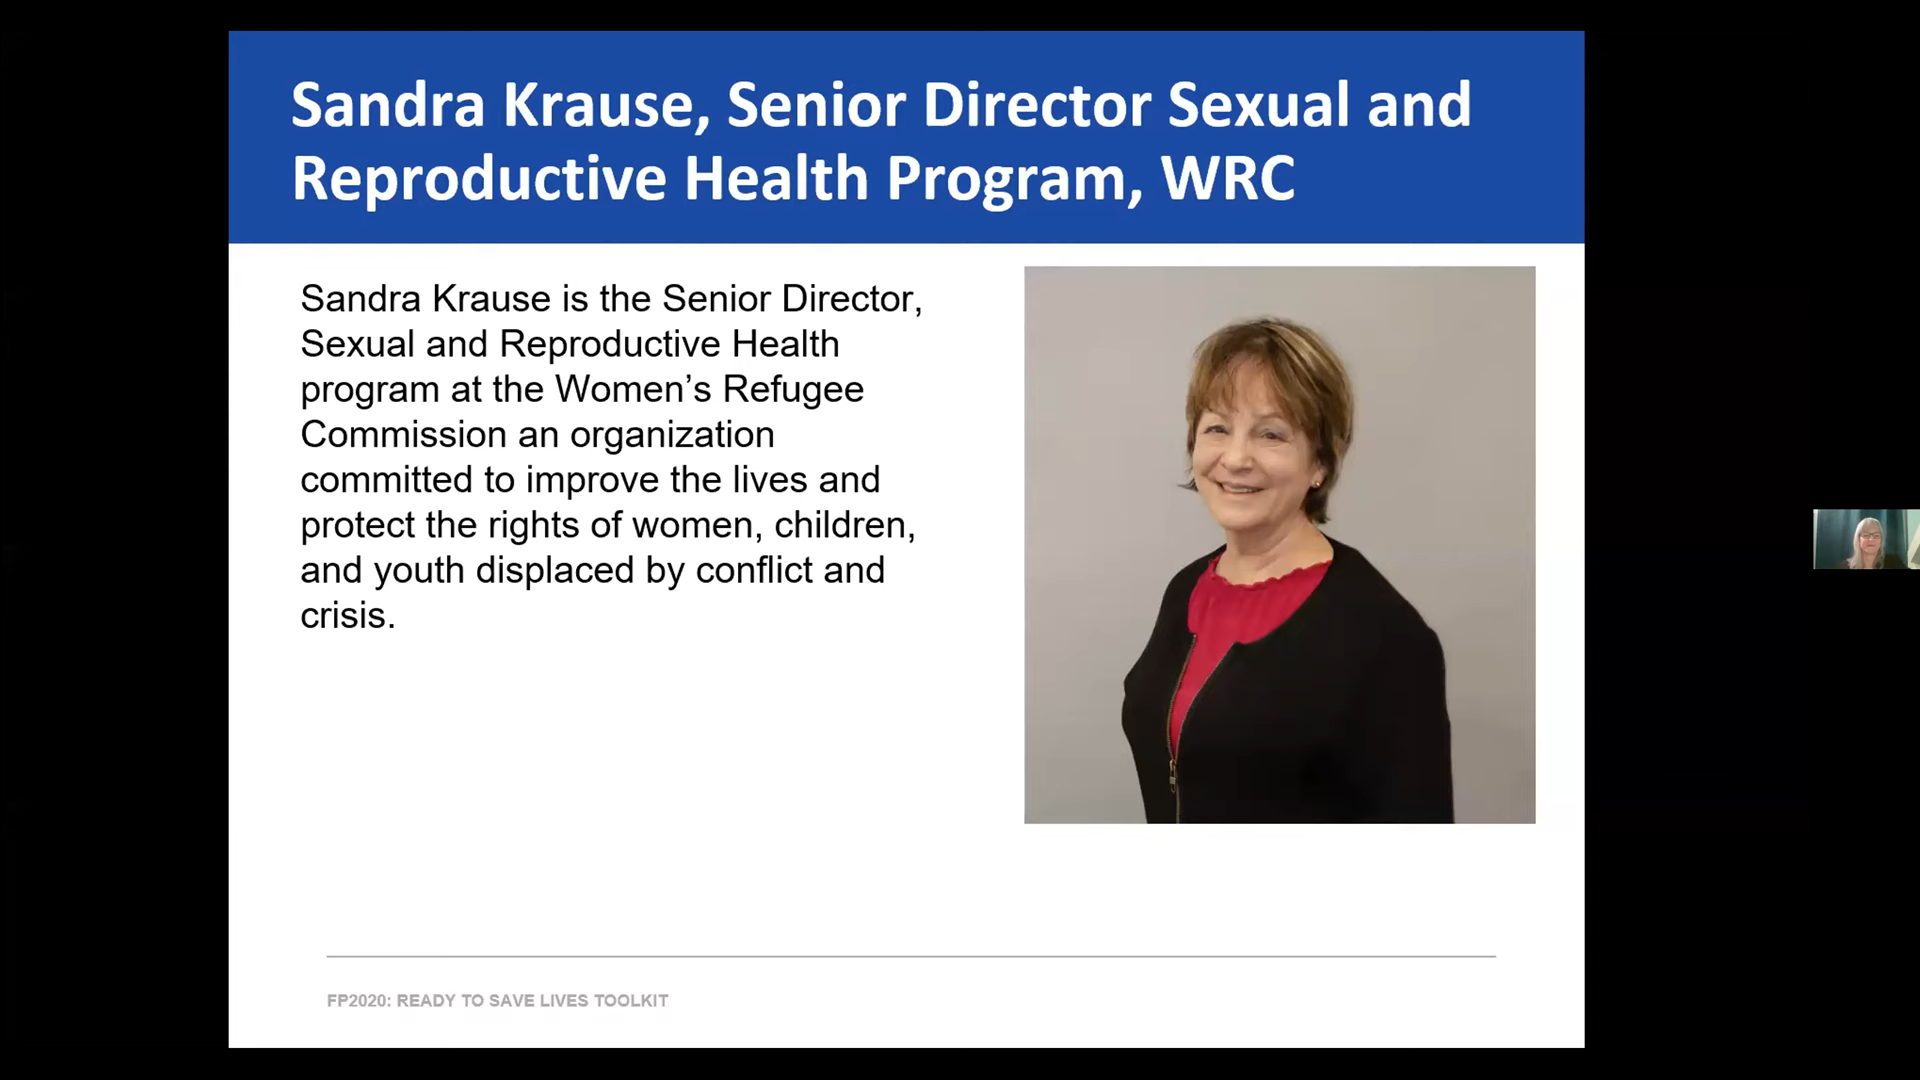 Sandra Krause, Senior Director Sexual and
Reproductive Health Program, WRC
Sandra Krause is the Senior Director,
Sexual and Reproductive Health
program at the Women’s Refugee
Commission an organization
committed to improve the lives and
protect the rights of women, children,
and youth displaced by conflict and
crisis.
FP2020: READY TO SAVE LIVES TOOLKIT